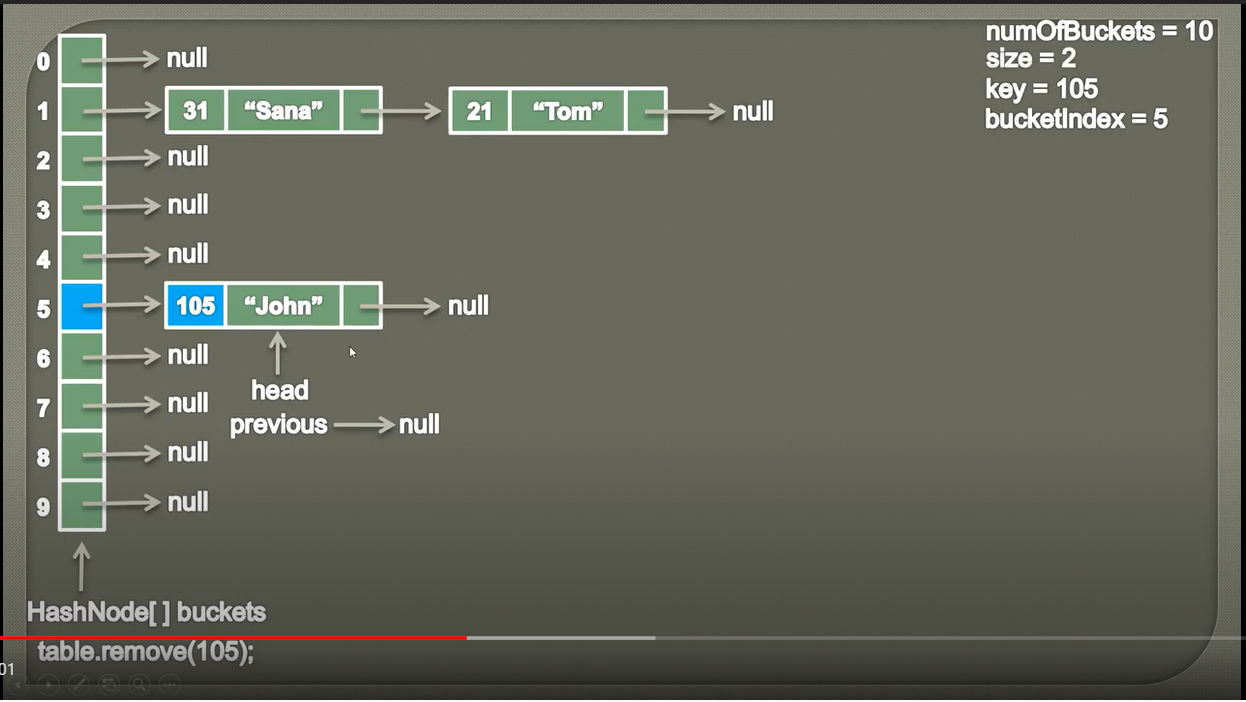 numOfBuckets = 10
size = 2
key = 105
bucketIndex = 5
0 null
1 31 “Sana” 21 “Tom” null
2 null
3 null
4 null
5 105 “John” null
6 null
7 null
8 null
9 null
head
previous null
HashNode[ ] buckets
table.remove(105);
01